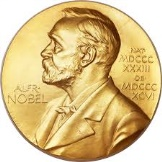 ALFR·
NOBEL
NAT·
MDCCC
XXXIII
OB·
MDCCC
XCVI